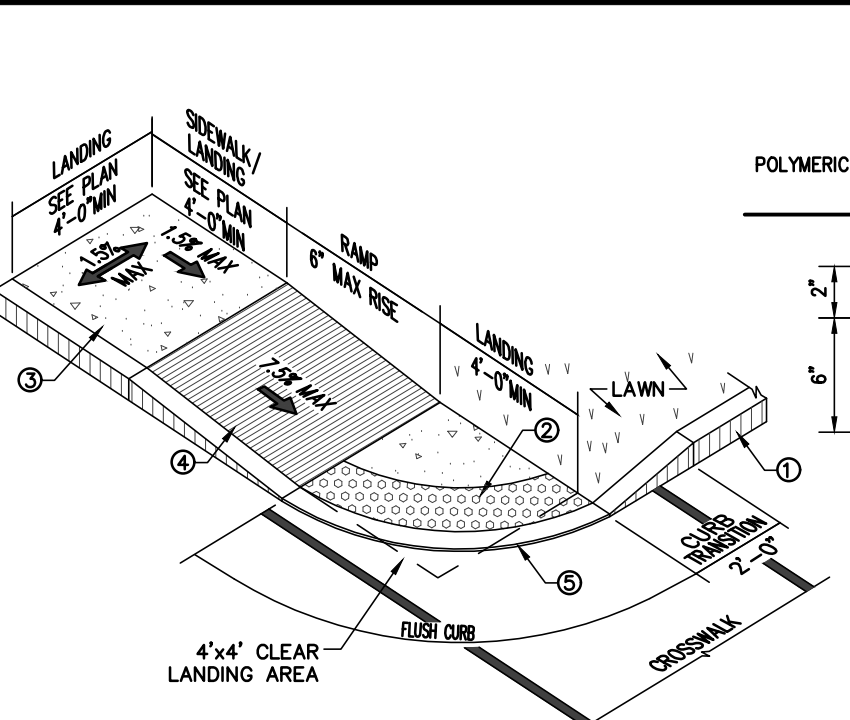 LANDING
SEE PLAN
4'-0"MIN
SIDEWALK/
LANDING
SEE PLAN
4'-0"MIN
RAMP
6" MAX RISE
LANDING
4'-0"MIN
POLYMERIC
1.5%
MAX
1.5% MAX
2"
6"
7.5% MAX
LAWN
3
4
2
1
5
CURB
TRANSITION
2'-0"
FLUSH CURB
CROSSWALK
4'x4' CLEAR
LANDING AREA